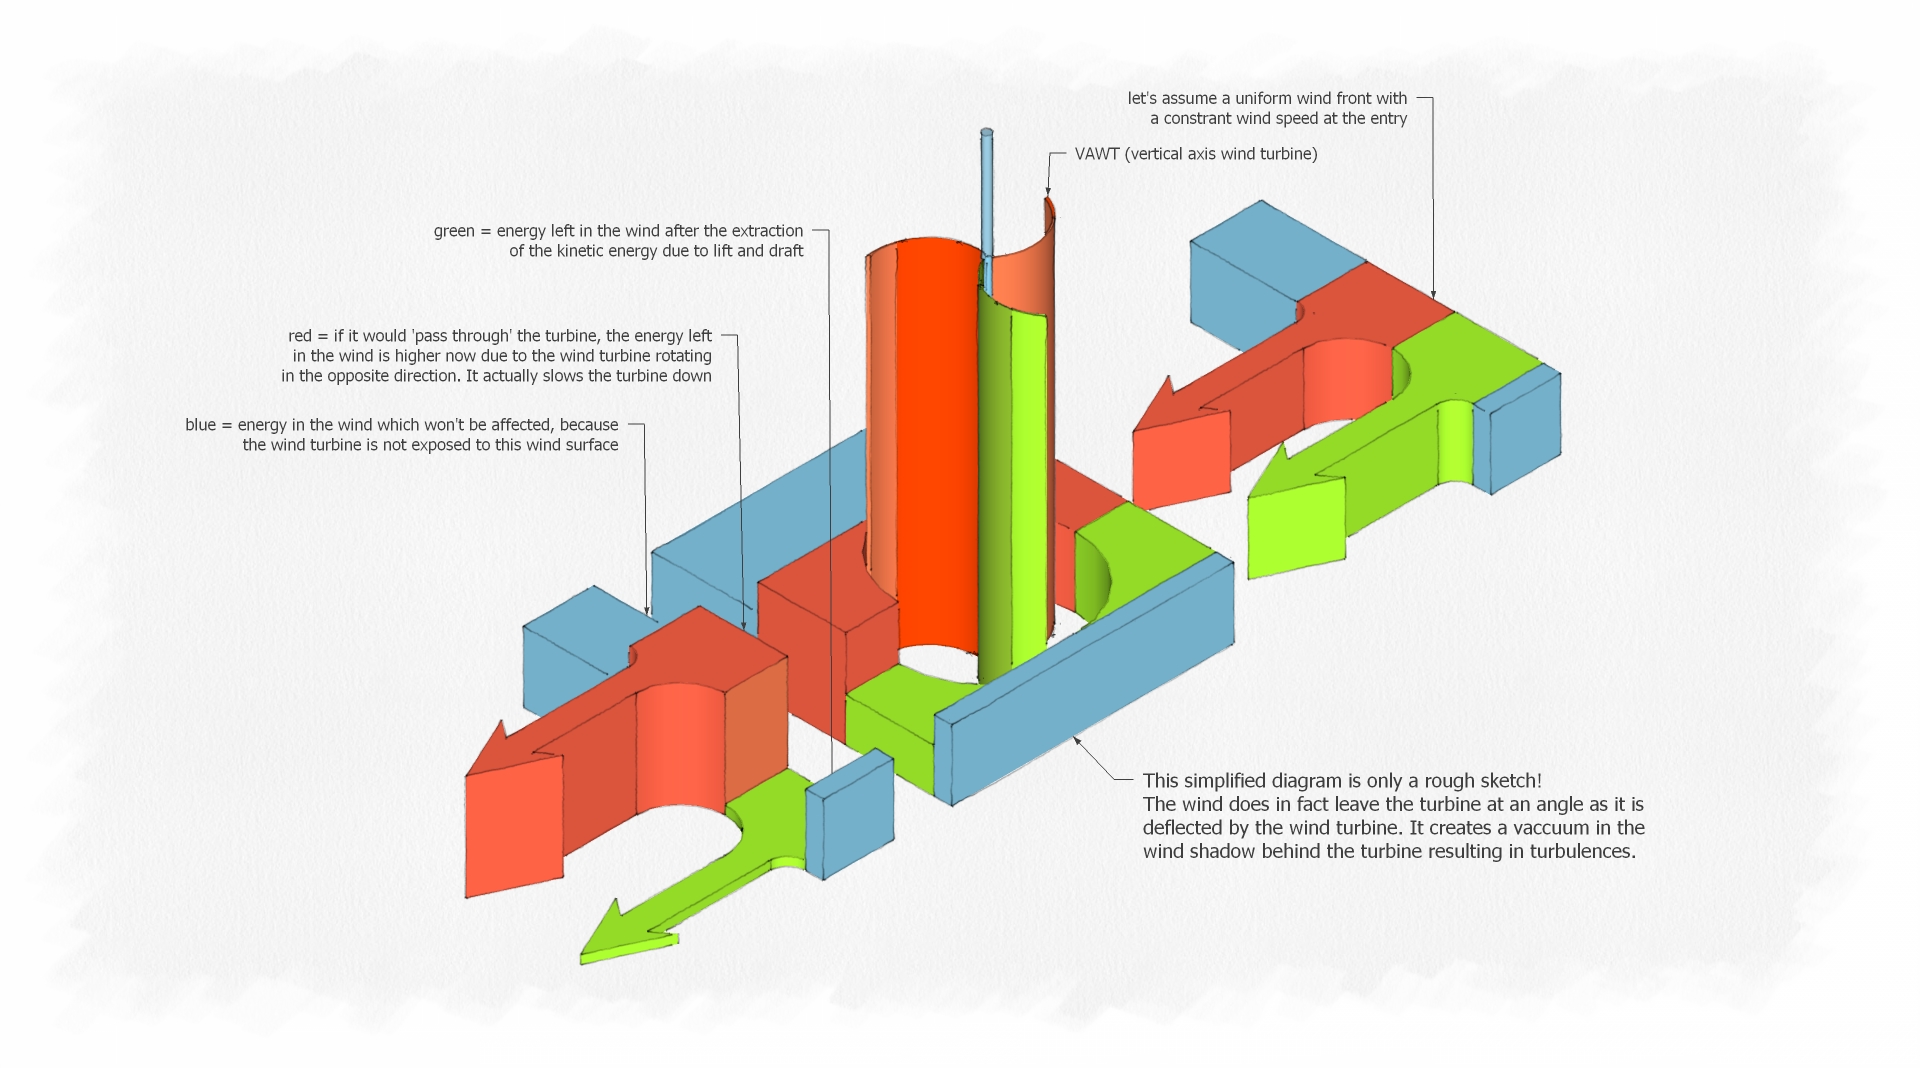 let's assume a uniform wind front with
a constrant wind speed at the entry
VAWT (vertical axis wind turbine)
green = energy left in the wind after the extraction
of the kinetic energy due to lift and draft
red = if it would 'pass through' the turbine, the energy left
in the wind is higher now due to the wind turbine rotating
in the opposite direction. It actually slows the turbine down
blue = energy in the wind which won't be affected, because
the wind turbine is not exposed to this wind surface
This simplified diagram is only a rough sketch!
The wind does in fact leave the turbine at an angle as it is
deflected by the wind turbine. It creates a vaccuum in the
wind shadow behind the turbine resulting in turbulences.